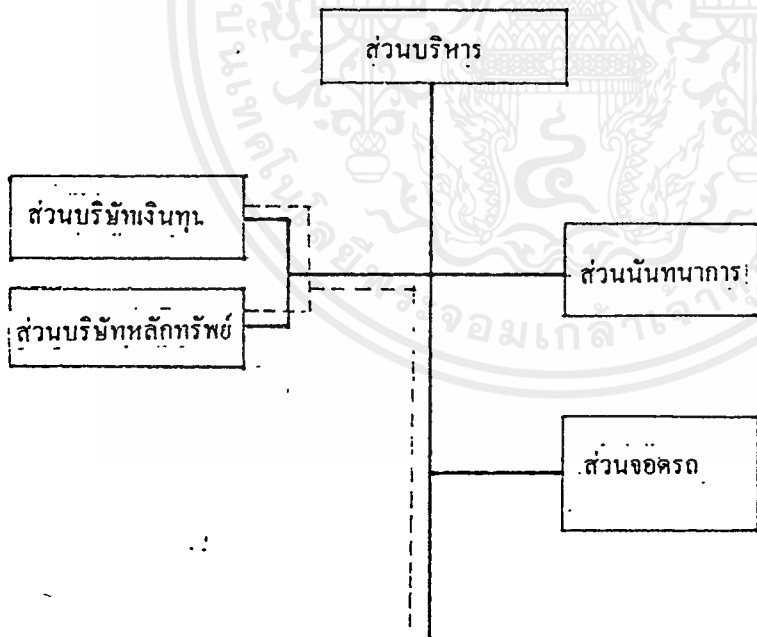 ส่วนบริหาร
ส่วนบริษัทเงินทุน
ส่วนนันทนาการ
ส่วนบริษัทหลักทรัพย์
ส่วนจอดรถ